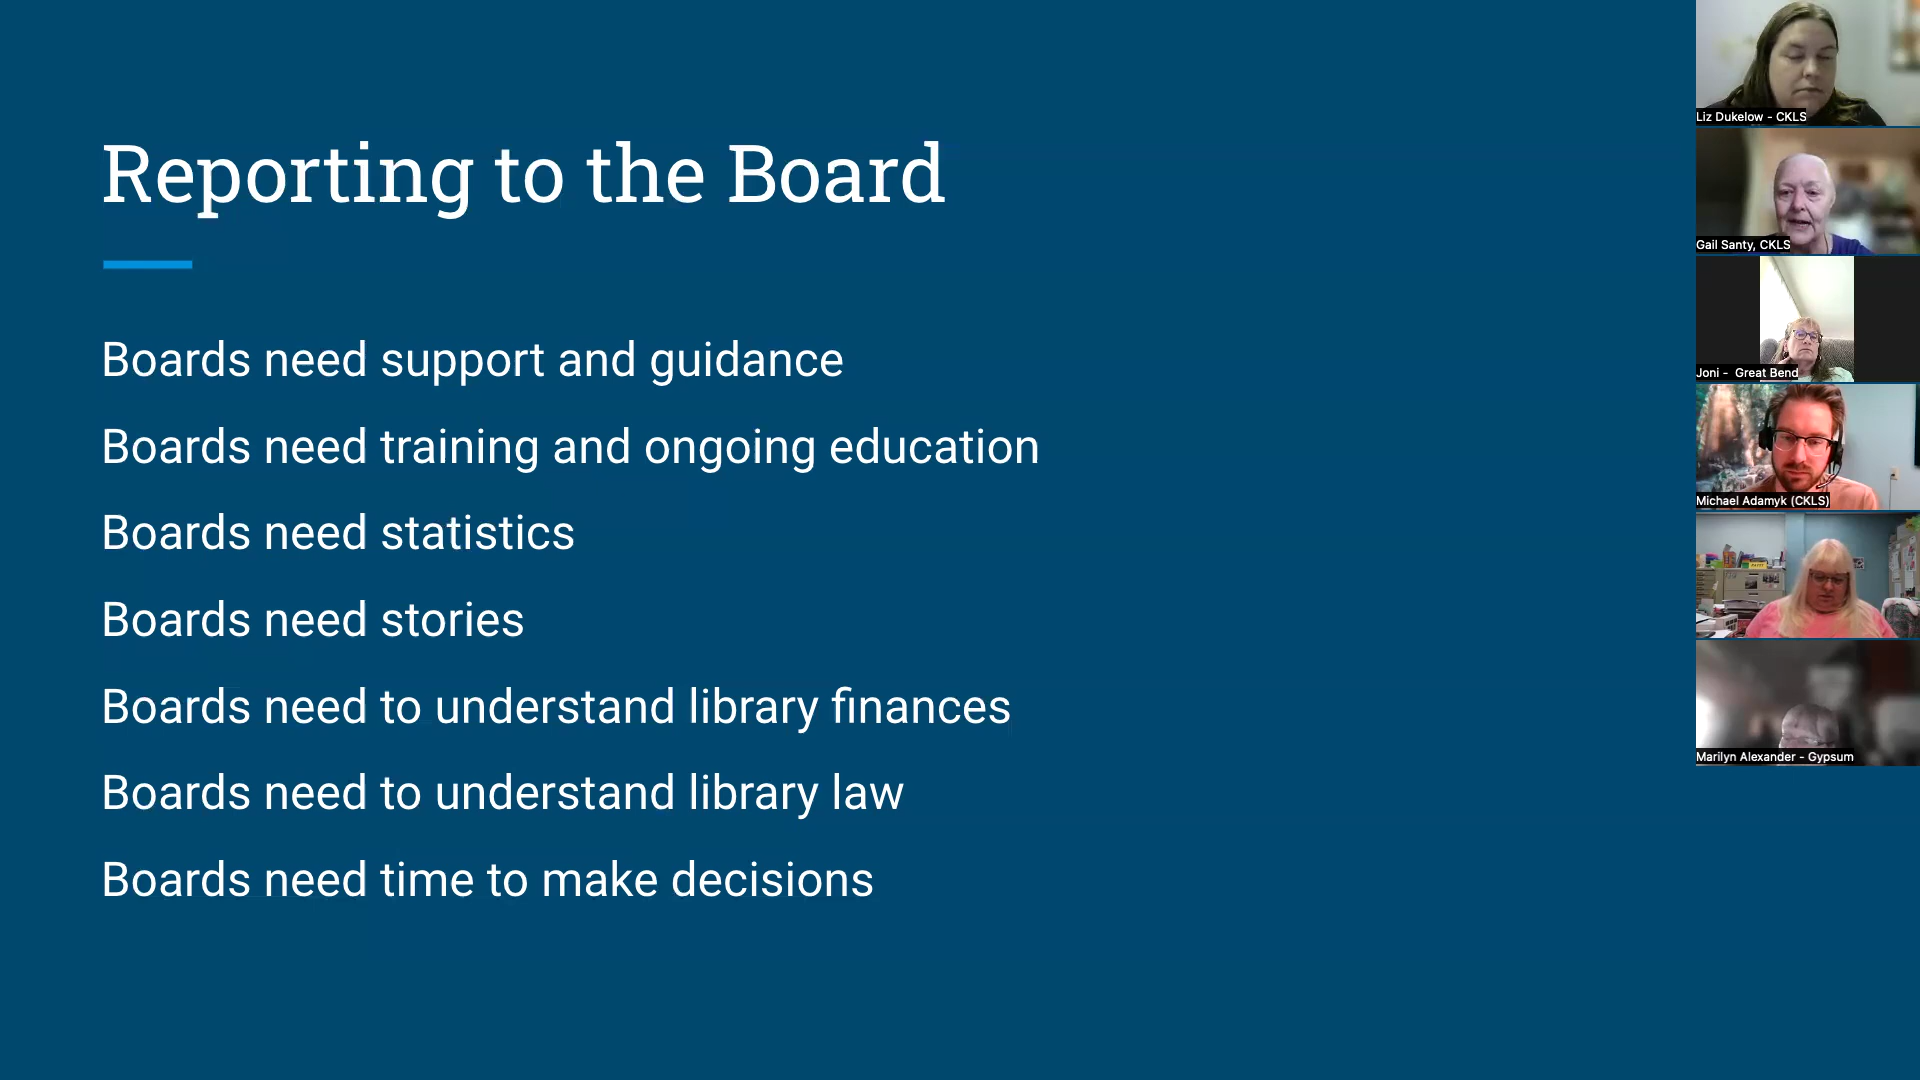 Reporting to the Board
Boards need support and guidance
Boards need training and ongoing education
Boards need statistics
Boards need stories
Boards need to understand library finances
Boards need to understand library law
Boards need time to make decisions
Liz Dukelow - CKLS
Gail Santy, CKLS
Joni - Great Bend
Michael Adamyk (CKLS)
Marilyn Alexander - Gypsum